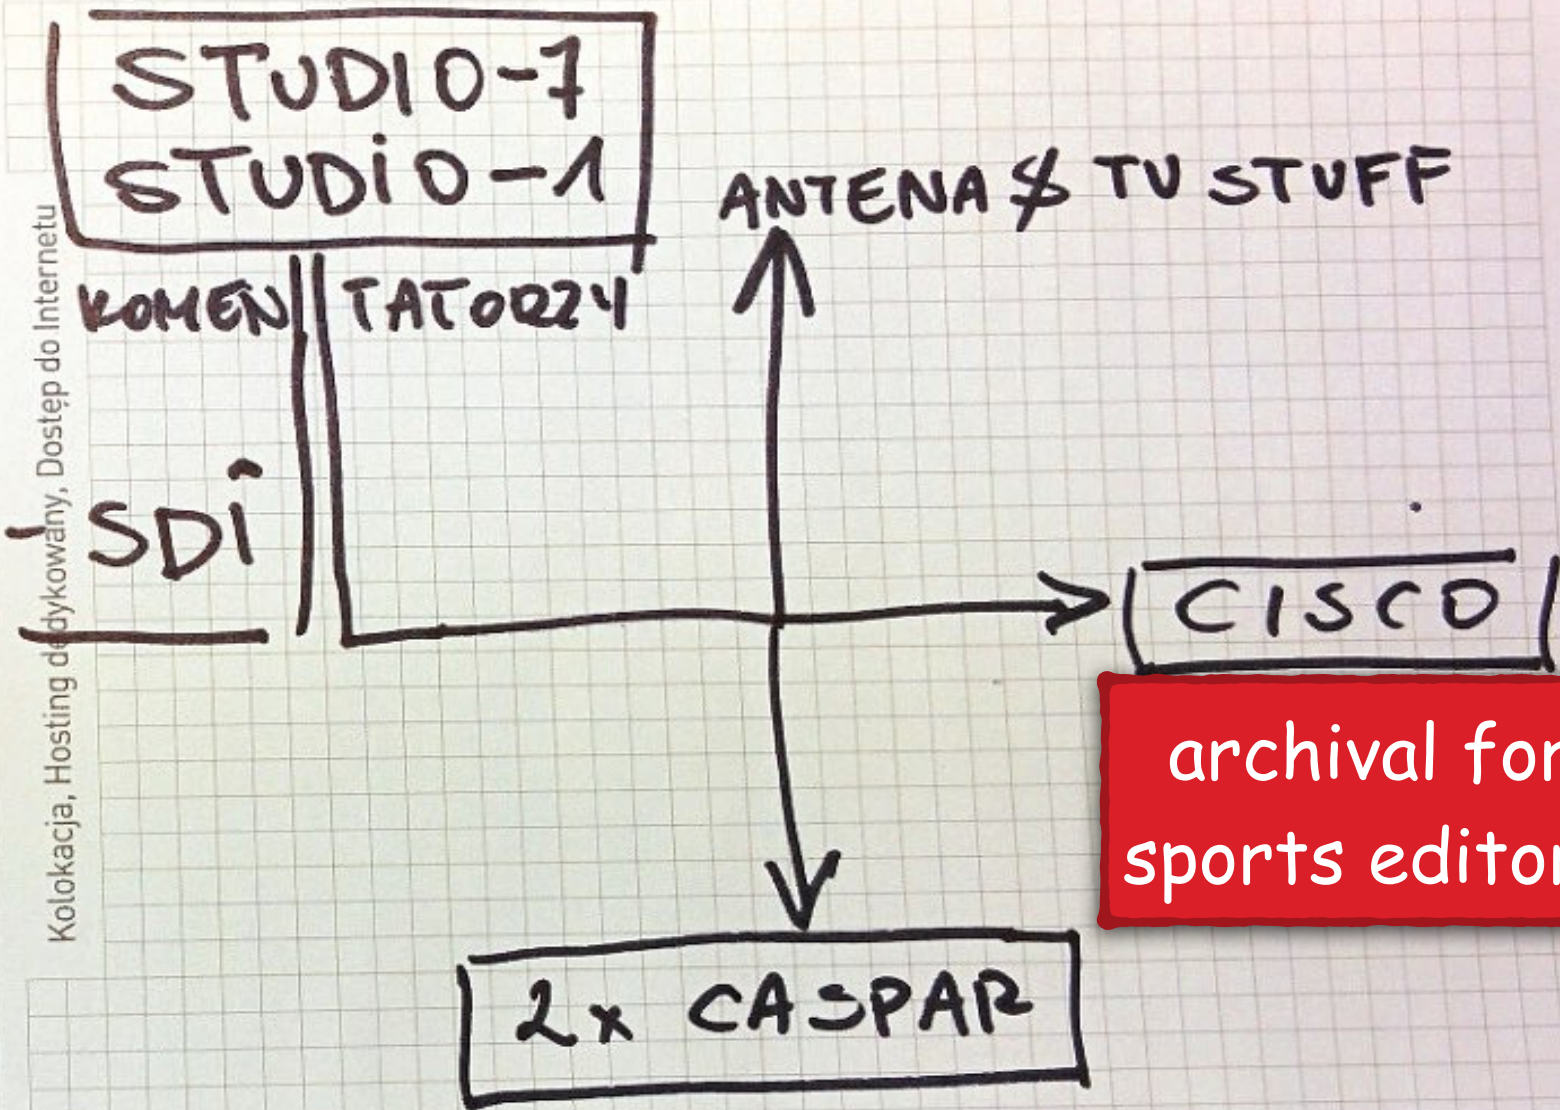 STUDIO-7
STUDIO-1
KOMEN TATORZY
ANTENA $ TV STUFF
SDI
CISCO
archival for
sports editor
2x CASPAR
Kolokacja, Hosting dedykowany, Dostęp do Internetu